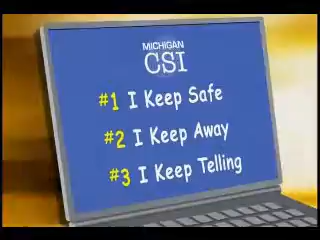 MICHIGAN
CSI
#1 I Keep Safe
#2 I Keep Away
#3 I Keep Telling